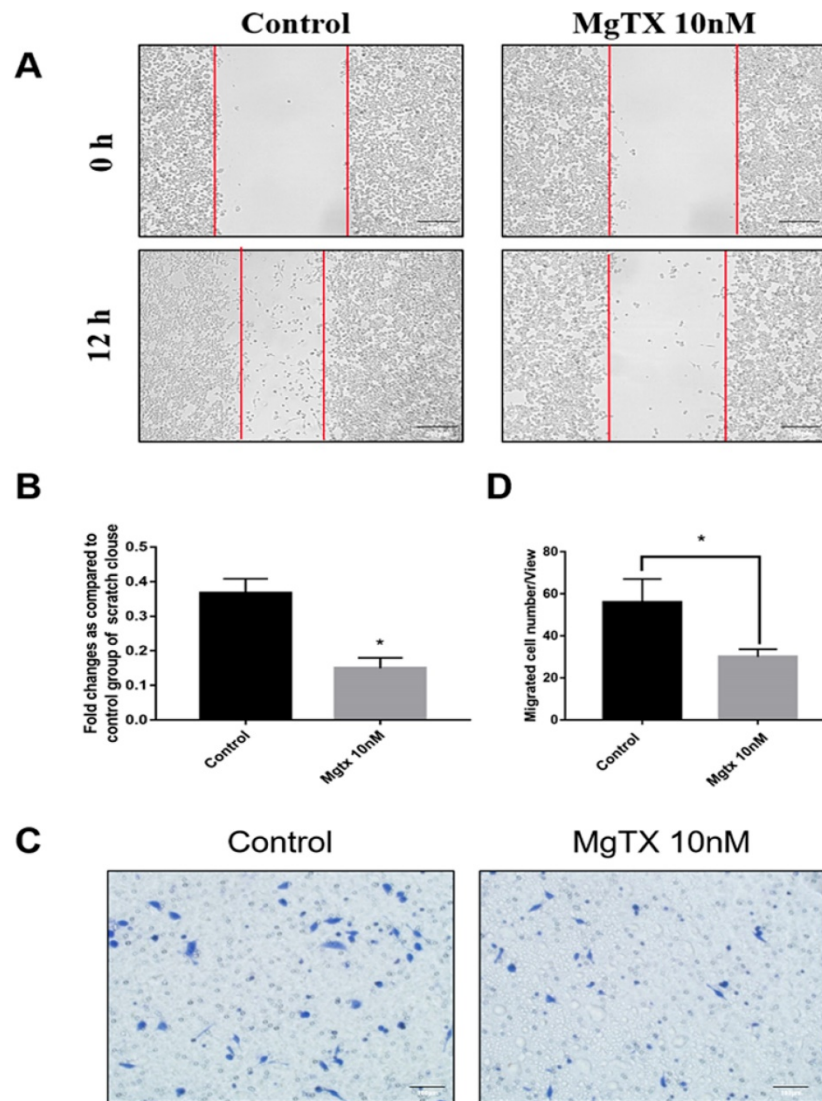 Control
MgTX 10nM
A
0 h
12 h
B
Fold changes as compared to
control group of scratch clouse
0.5
0.4
0.3
0.2
0.1
0.0
*
Control
Mgtx 10nM
D
Migrated cell number/View
80
60
40
20
0
*
Control
MgTX 10nM
C
Control
MgTX 10nM